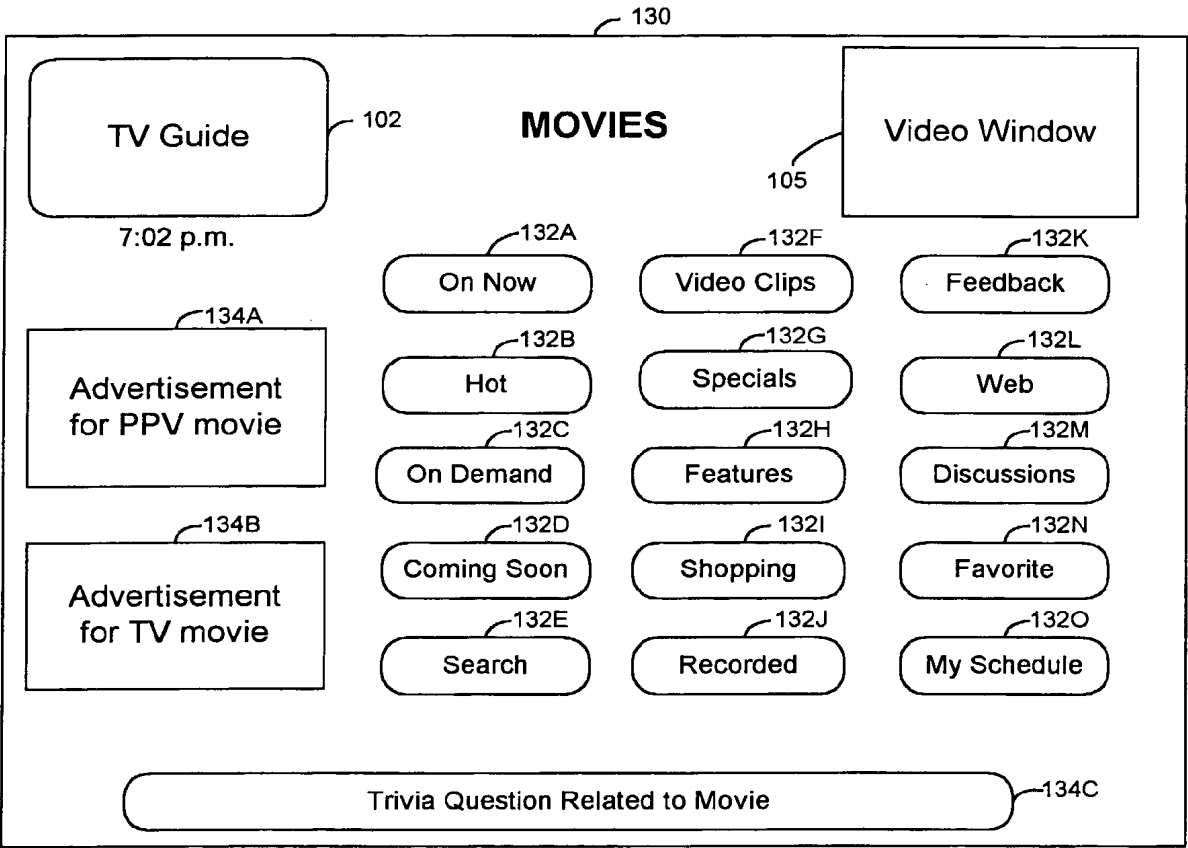 130
TV Guide
102
MOVIES
Video Window
105
7:02 p.m.
132A
132F
132K
On Now
Video Clips
Feedback
134A
132B
132G
132L
Advertisement
for PPV movie
Hot
Specials
Web
132C
132H
132M
On Demand
Features
Discussions
134B
132D
132I
132N
Advertisement
for TV movie
Coming Soon
Shopping
Favorite
132E
132J
132O
Search
Recorded
My Schedule
Trivia Question Related to Movie
134C